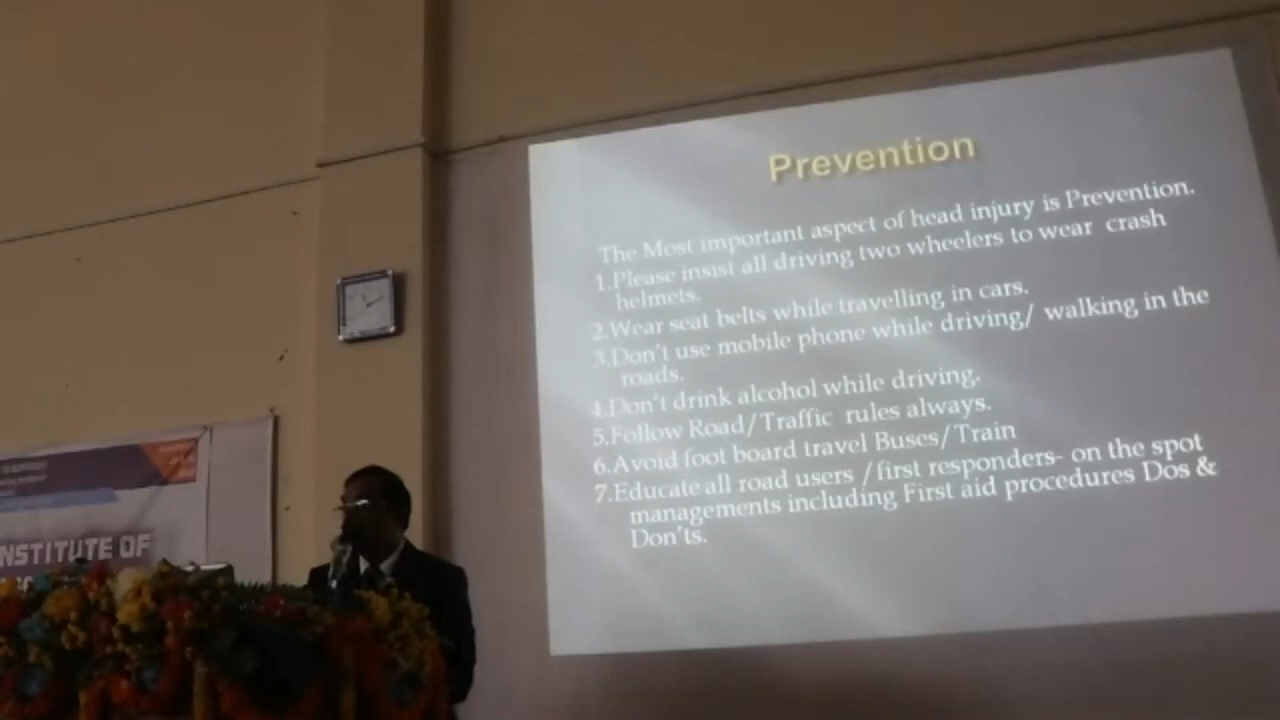 Prevention
The Most important aspect of head injury is Prevention.
1.Please insist all driving two wheelers to wear crash
helmets.
2.Wear seat belts while travelling in cars.
3.Don't use mobile phone while driving/ walking in the
roads.
4.Don't drink alcohol while driving.
5.Follow Road/Traffic rules always.
6.Avoid foot board travel Buses/Train
7.Educate all road users /first responders- on the spot
managements including First aid procedures Dos &
Don'ts.
NSTITUTE OF